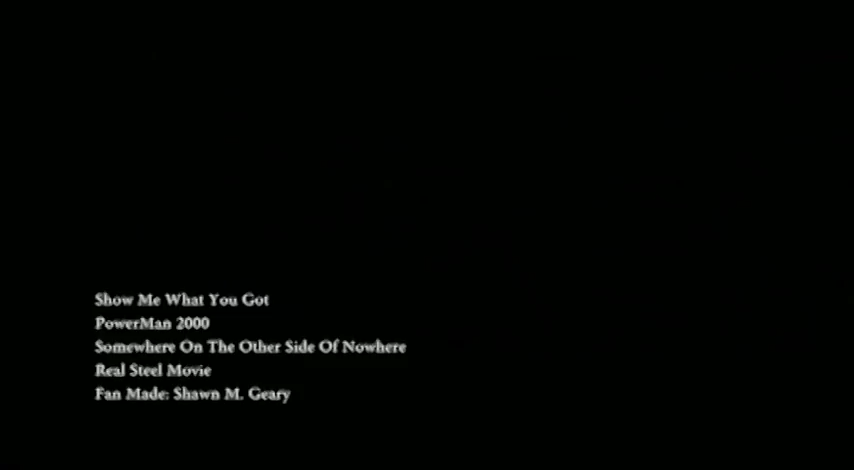 Show Me What You Got
PowerMan 2000
Somewhere On The Other Side Of Nowhere
Real Steel Movie
Fan Made: Shawn M. Geary